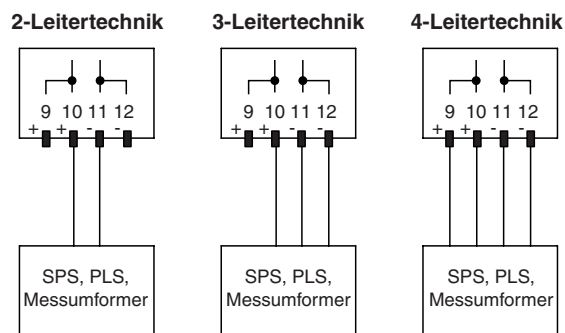 2-Leitertechnik
3-Leitertechnik
4-Leitertechnik
9 10 11 12
+ + - -
9 10 11 12
+ + - -
9 10 11 12
+ + - -
SPS, PLS,
Messumformer
SPS, PLS,
Messumformer
SPS, PLS,
Messumformer